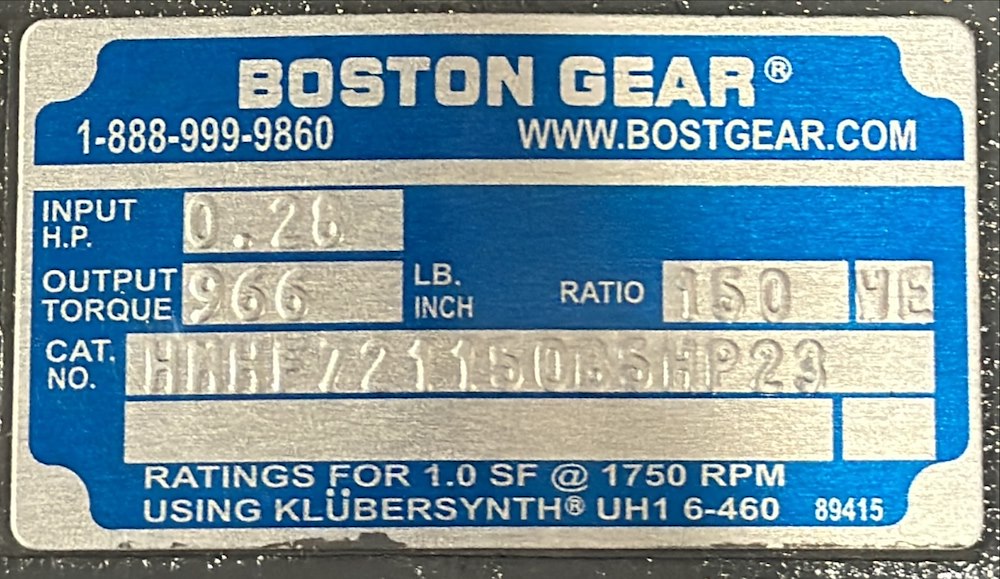 BOSTON GEAR®
1-888-999-9860 WWW.BOSTGEAR.COM
INPUT
H.P. 0.26
OUTPUT
TORQUE 966 LB.
INCH RATIO 150
CAT.
NO.
RATINGS FOR 1.0 SF @ 1750 RPM
USING KLÜBERSYNTH® UH1 6-460 89415